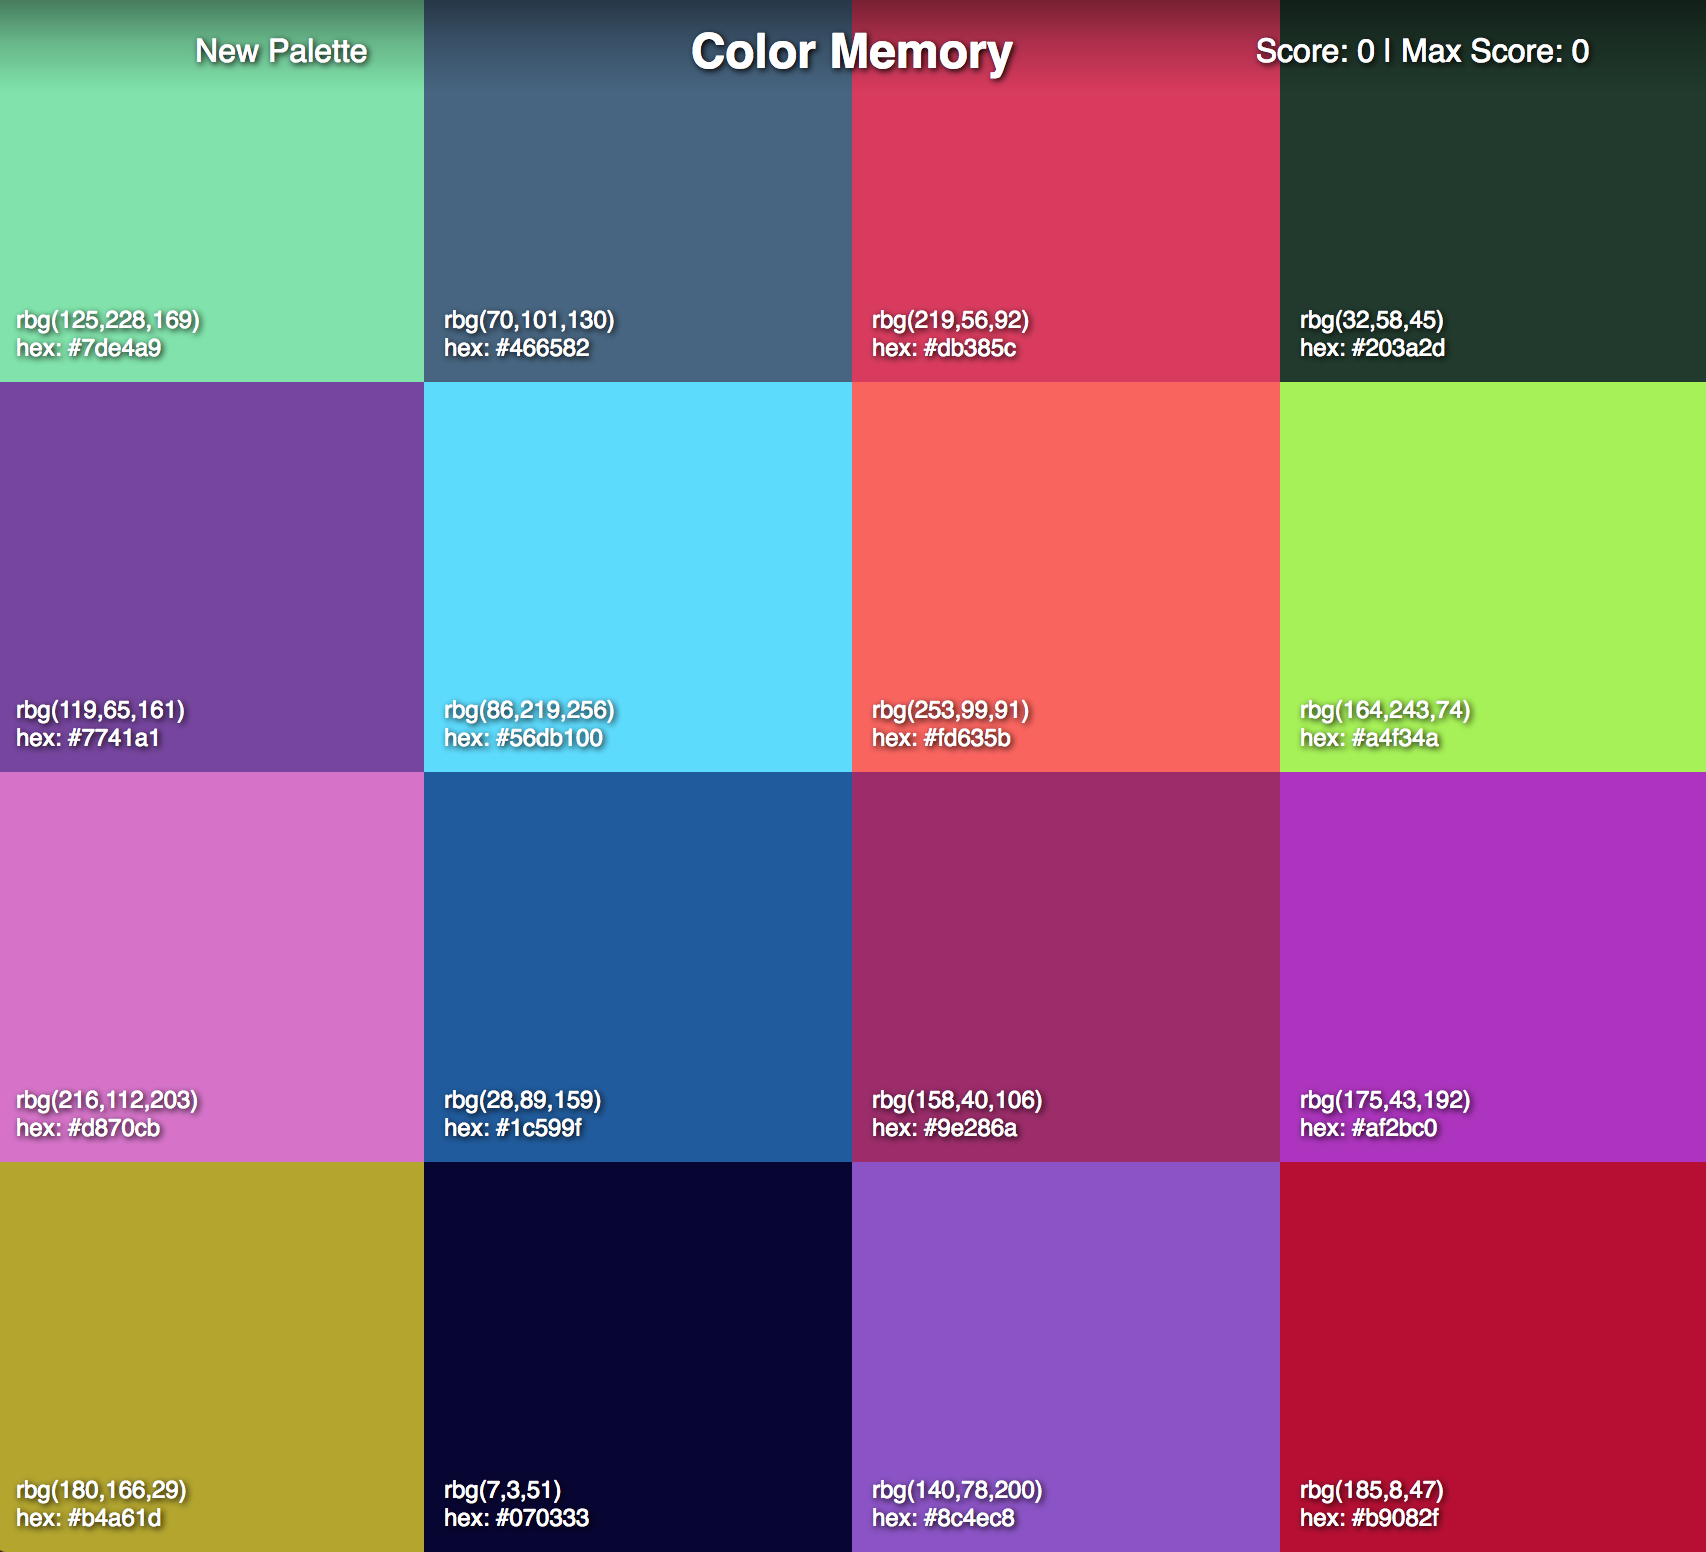 New Palette
Color Memory
Score: 0 | Max Score: 0
rbg(125,228,169)
hex: #7de4a9
rbg(70,101,130)
hex: #466582
rbg(219,56,92)
hex: #db385c
rbg(32,58,45)
hex: #203a2d
rbg(119,65,161)
hex: #7741a1
rbg(86,219,256)
hex: #56db100
rbg(253,99,91)
hex: #fd635b
rbg(164,243,74)
hex: #a4f34a
rbg(216,112,203)
hex: #d870cb
rbg(28,89,159)
hex: #1c599f
rbg(158,40,106)
hex: #9e286a
rbg(175,43,192)
hex: #af2bc0
rbg(180,166,29)
hex: #b4a61d
rbg(7,3,51)
hex: #070333
rbg(140,78,200)
hex: #8c4ec8
rbg(185,8,47)
hex: #b9082f